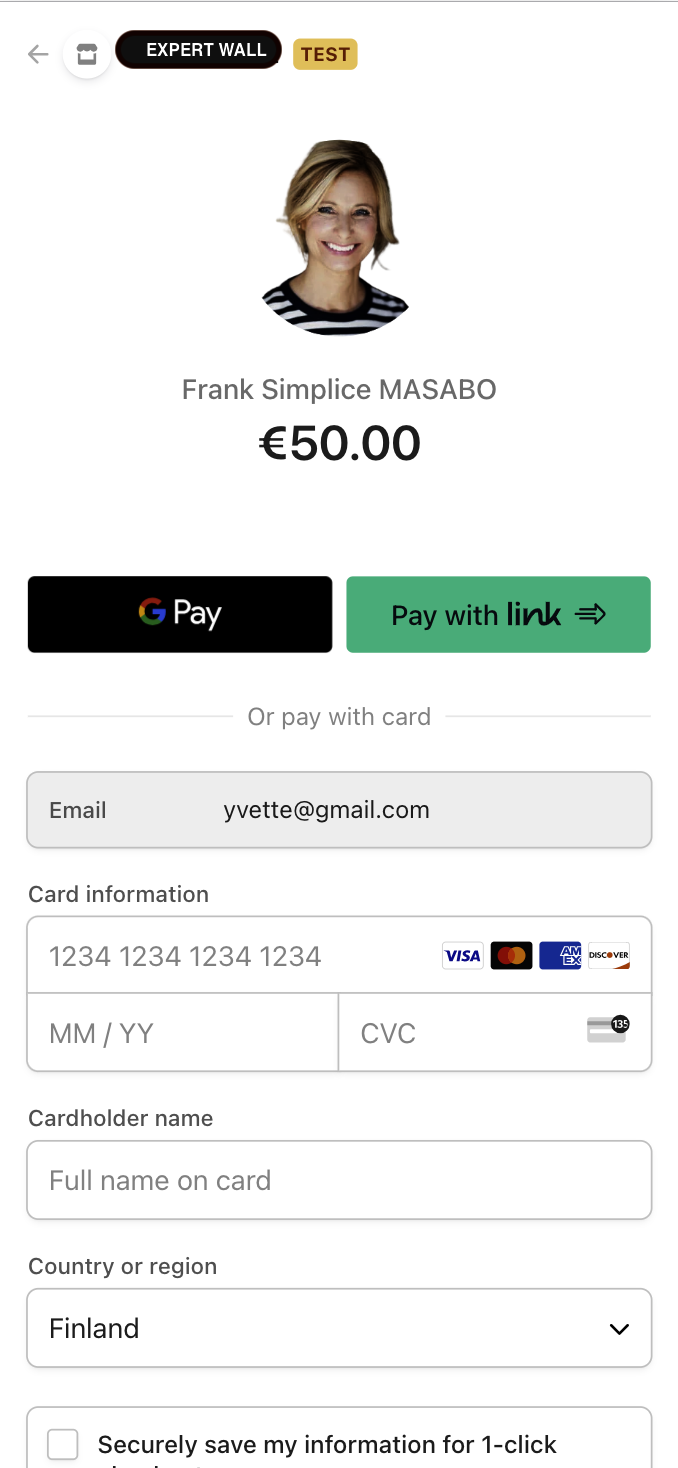 EXPERT WALL TEST
Frank Simplice MASABO
€50.00
G Pay Pay with link
Or pay with card
Email yvette@gmail.com
Card information
1234 1234 1234 1234 VISA AM EX DISCOVER
MM / YY CVC 135
Cardholder name
Full name on card
Country or region
Finland
Securely save my information for 1-click